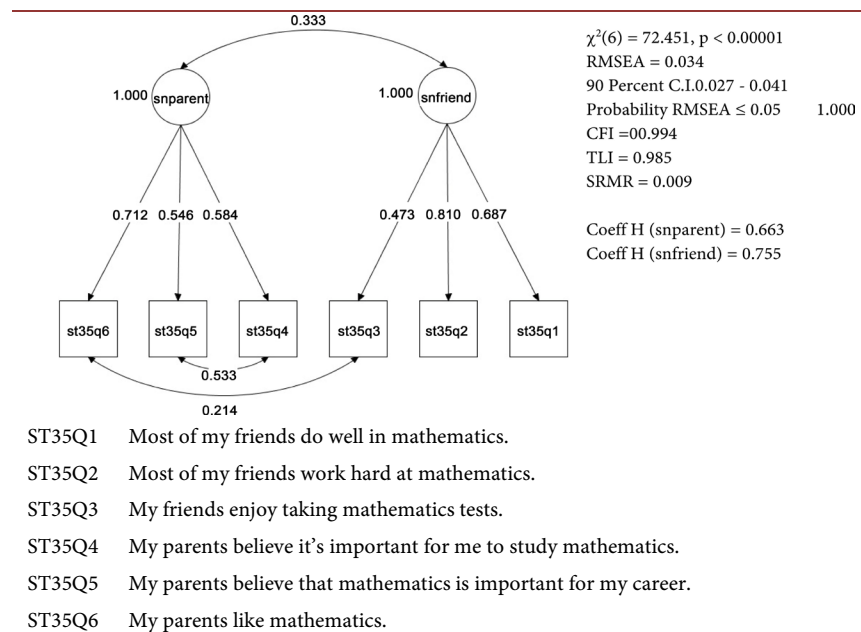 0.333
χ²(6) = 72.451, p < 0.00001
RMSEA = 0.034
90 Percent C.I.0.027 - 0.041
Probability RMSEA ≤ 0.05 1.000
CFI =00.994
TLI = 0.985
SRMR = 0.009
Coeff H (snparent) = 0.663
Coeff H (snfriend) = 0.755
1.000 snparent 1.000 snfriend
0.712 0.546 0.584 0.473 0.810 0.687
st35q6 st35q5 st35q4 st35q3 st35q2 st35q1
0.533
0.214
ST35Q1 Most of my friends do well in mathematics.
ST35Q2 Most of my friends work hard at mathematics.
ST35Q3 My friends enjoy taking mathematics tests.
ST35Q4 My parents believe it’s important for me to study mathematics.
ST35Q5 My parents believe that mathematics is important for my career.
ST35Q6 My parents like mathematics.